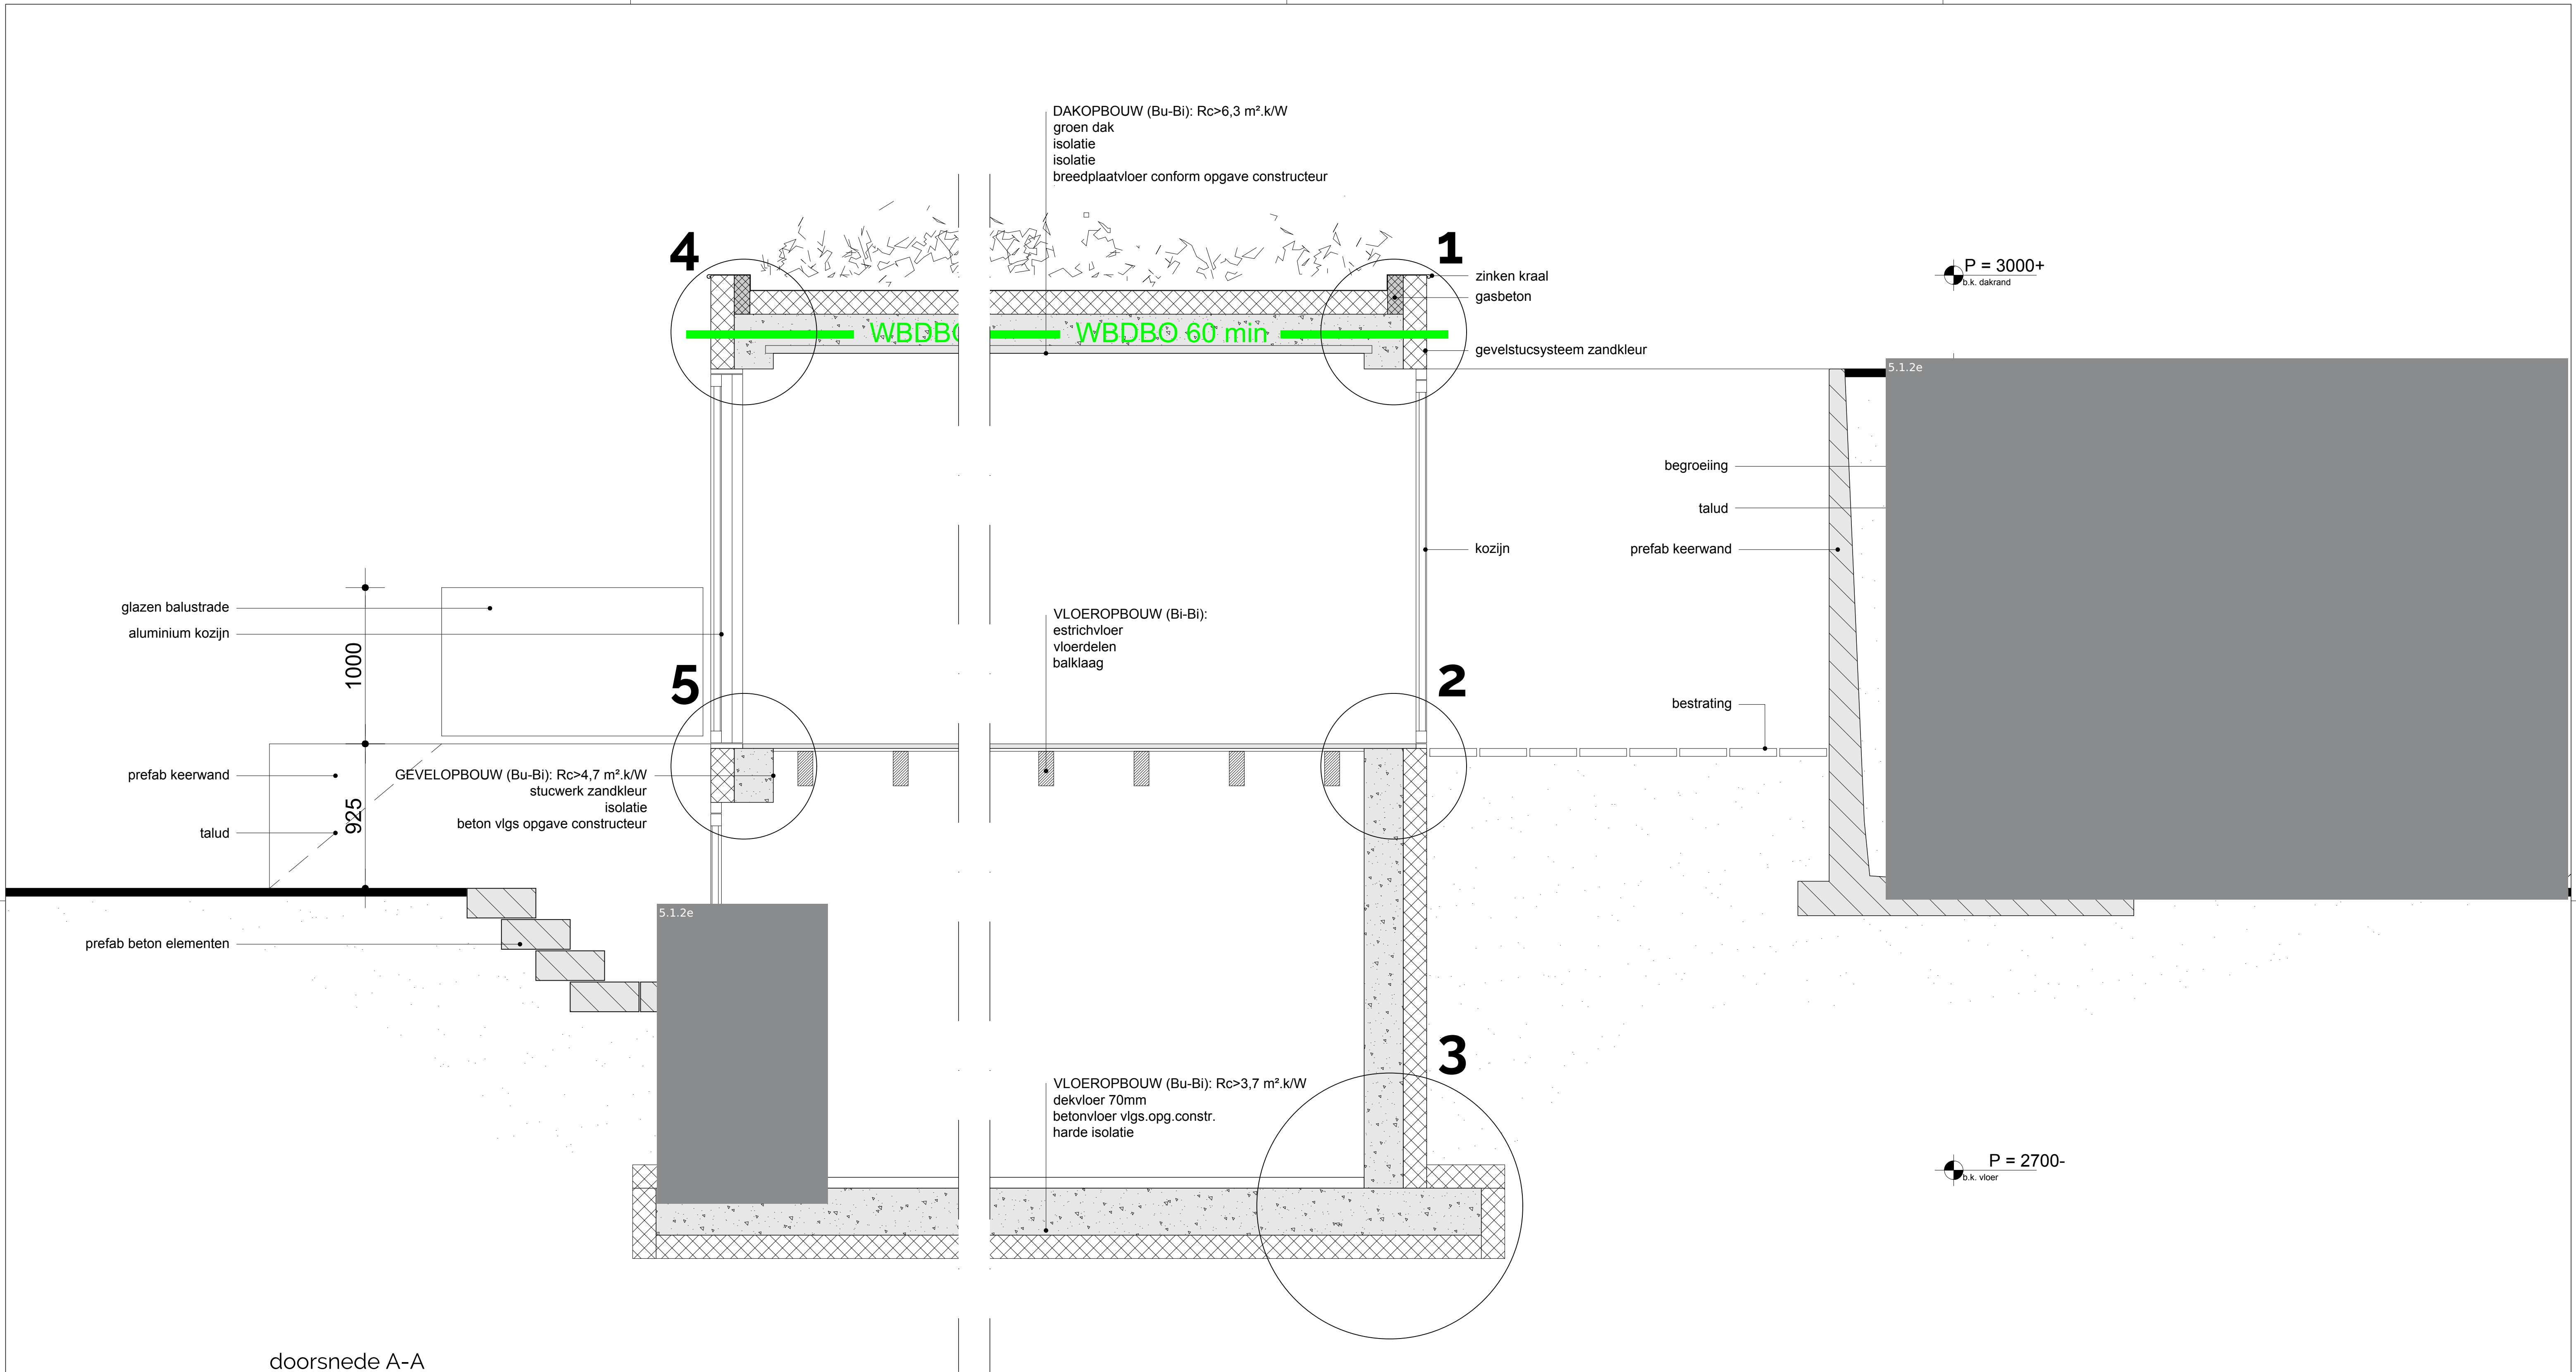 DAKOPBOUW (Bu-Bi): Rc>6,3 m².k/W
groen dak
isolatie
isolatie
breedplaatvloer conform opgave constructeur
4
1
zinken kraal
gasbeton
gevelstucsysteem zandkleur
WBDBO
WBDBO 60 min
P = 3000+
b.k. dakrand
5.1.2e
begroeiing
talud
prefab keerwand
kozijn
glazen balustrade
aluminium kozijn
1000
VLOEROPBOUW (Bi-Bi):
estrichvloer
vloerdelen
balklaag
5
2
bestrating
prefab keerwand
talud
925
GEVELOPBOUW (Bu-Bi): Rc>4,7 m².k/W
stucwerk zandkleur
isolatie
beton vlgs opgave constructeur
5.1.2e
prefab beton elementen
3
VLOEROPBOUW (Bu-Bi): Rc>3,7 m².k/W
dekvloer 70mm
betonvloer vlgs.opg.constr.
harde isolatie
P = 2700-
b.k. vloer
doorsnede A-A